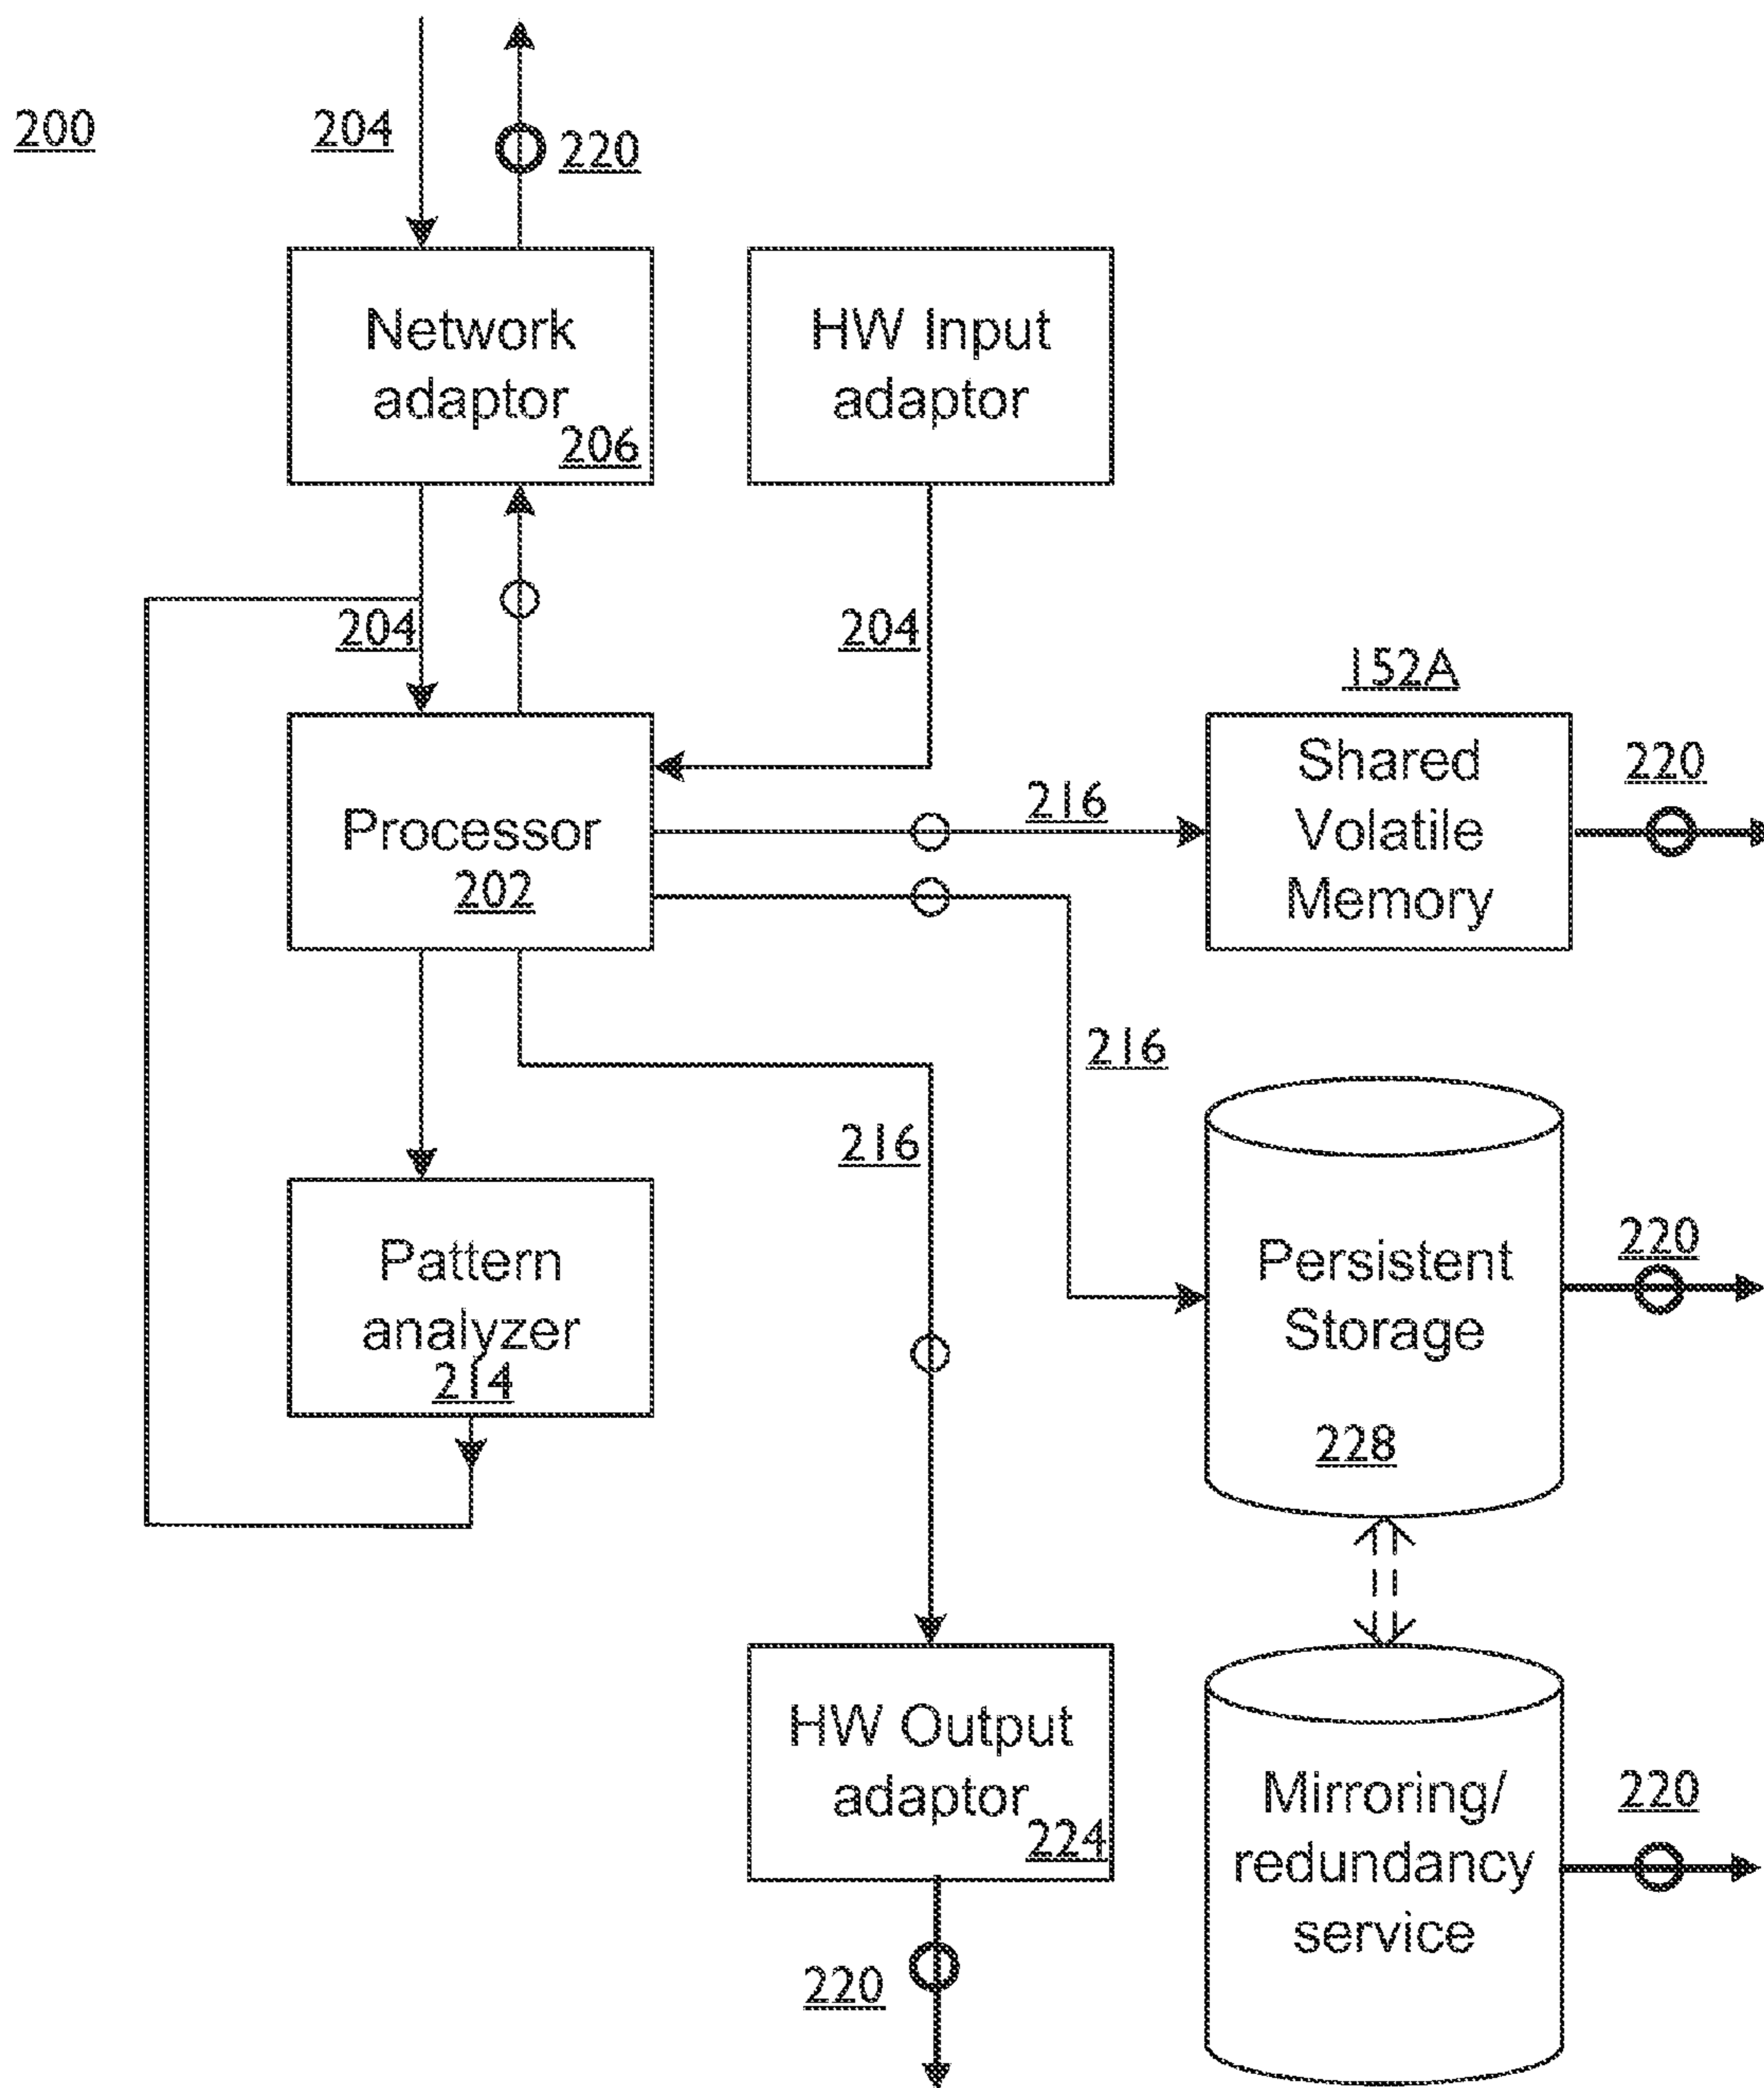 200
204
220
Network
adaptor
206
HW Input
adaptor
204
204
152A
Processor
202
216
Shared
Volatile
Memory
220
216
216
Pattern
analyzer
214
Persistent
Storage
228
220
HW Output
adaptor
224
220
Mirroring/
redundancy
service
220